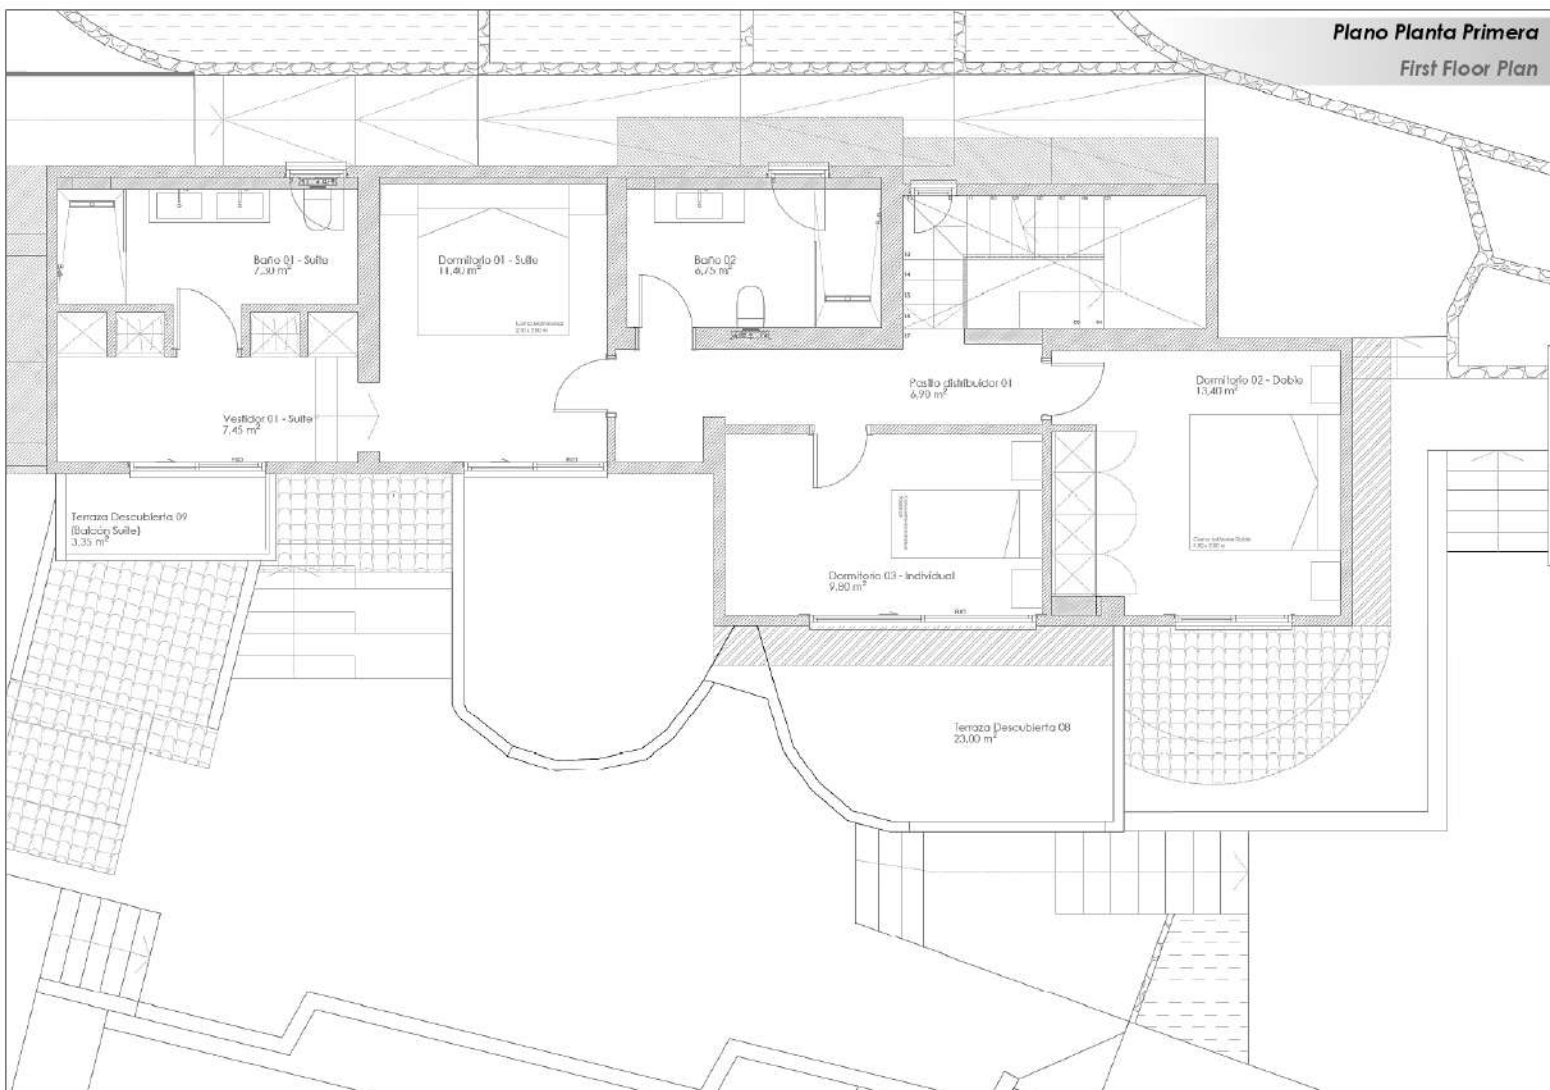 Plano Planta Primera
First Floor Plan
Baño 01 - Suite
7,30 m²
Dormitorio 01 - Suite
11,40 m²
Baño 02
6,75 m²
Pasillo distribuidor 01
6,90 m²
Dormitorio 02 - Doble
13,40 m²
Vestidor 01 - Suite
7,45 m²
Terraza Descubierta 09
(Balcón Suite)
3,35 m²
Dormitorio 03 - Individual
9,80 m²
Terraza Descubierta 08
23,00 m²